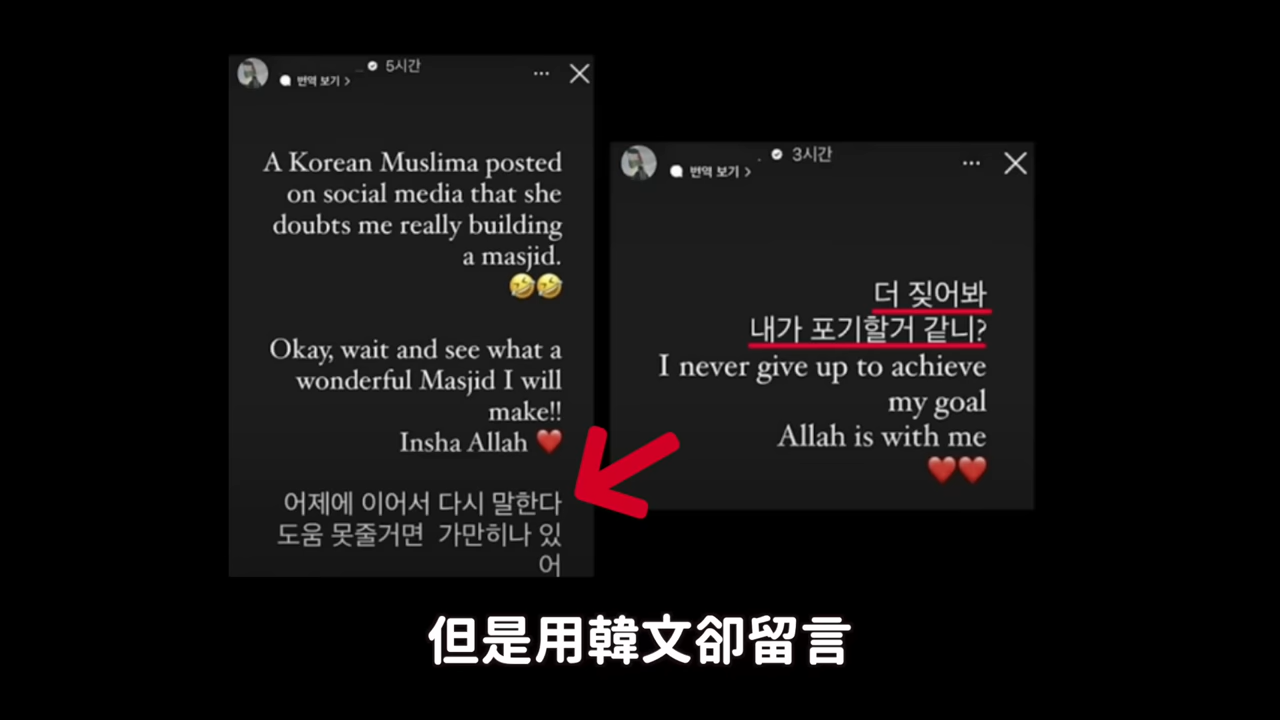 5시간
번역 보기 >
A Korean Muslima posted
on social media that she
doubts me really building
a masjid.
🤣🤣
Okay, wait and see what a
wonderful Masjid I will
make!!
Insha Allah ❤️
어제에 이어서 다시 말한다
도움 못줄거면 가만히나 있
어
3시간
번역 보기 >
더 짖어봐
내가 포기할거 같니?
I never give up to achieve
my goal
Allah is with me
❤️❤️
但是用韓文卻留言